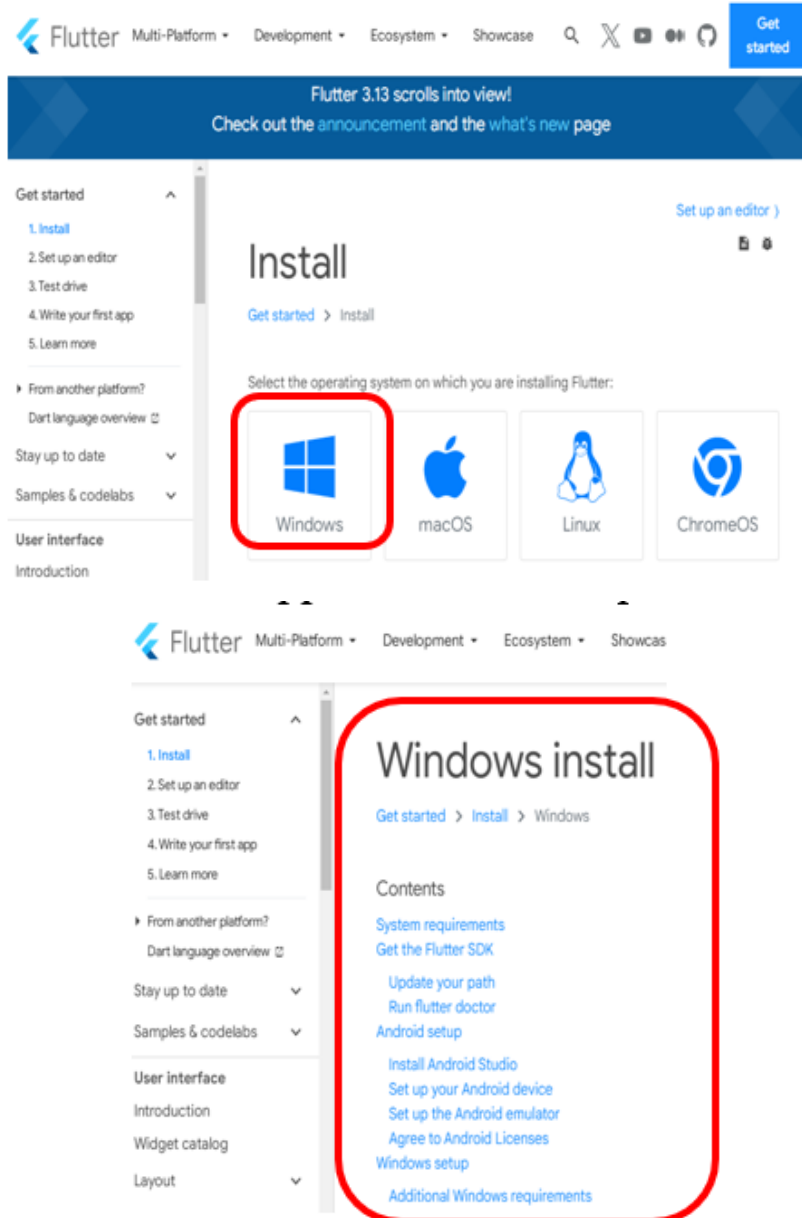 Flutter Multi-Platform Development Ecosystem Showcase Get started
Flutter 3.13 scrolls into view!
Check out the announcement and the what's new page
Get started
1. Install
2. Set up an editor
3. Test drive
4. Write your first app
5. Learn more
From another platform?
Dart language overview
Stay up to date
Samples & codelabs
User interface
Introduction
Set up an editor
Install
Get started > Install
Select the operating system on which you are installing Flutter:
Windows
macOS
Linux
ChromeOS
Flutter Multi-Platform Development Ecosystem Showcas
Get started
1. Install
2. Set up an editor
3. Test drive
4. Write your first app
5. Learn more
From another platform?
Dart language overview
Stay up to date
Samples & codelabs
User interface
Introduction
Widget catalog
Layout
Windows install
Get started > Install > Windows
Contents
System requirements
Get the Flutter SDK
Update your path
Run flutter doctor
Android setup
Install Android Studio
Set up your Android device
Set up the Android emulator
Agree to Android Licenses
Windows setup
Additional Windows requirements